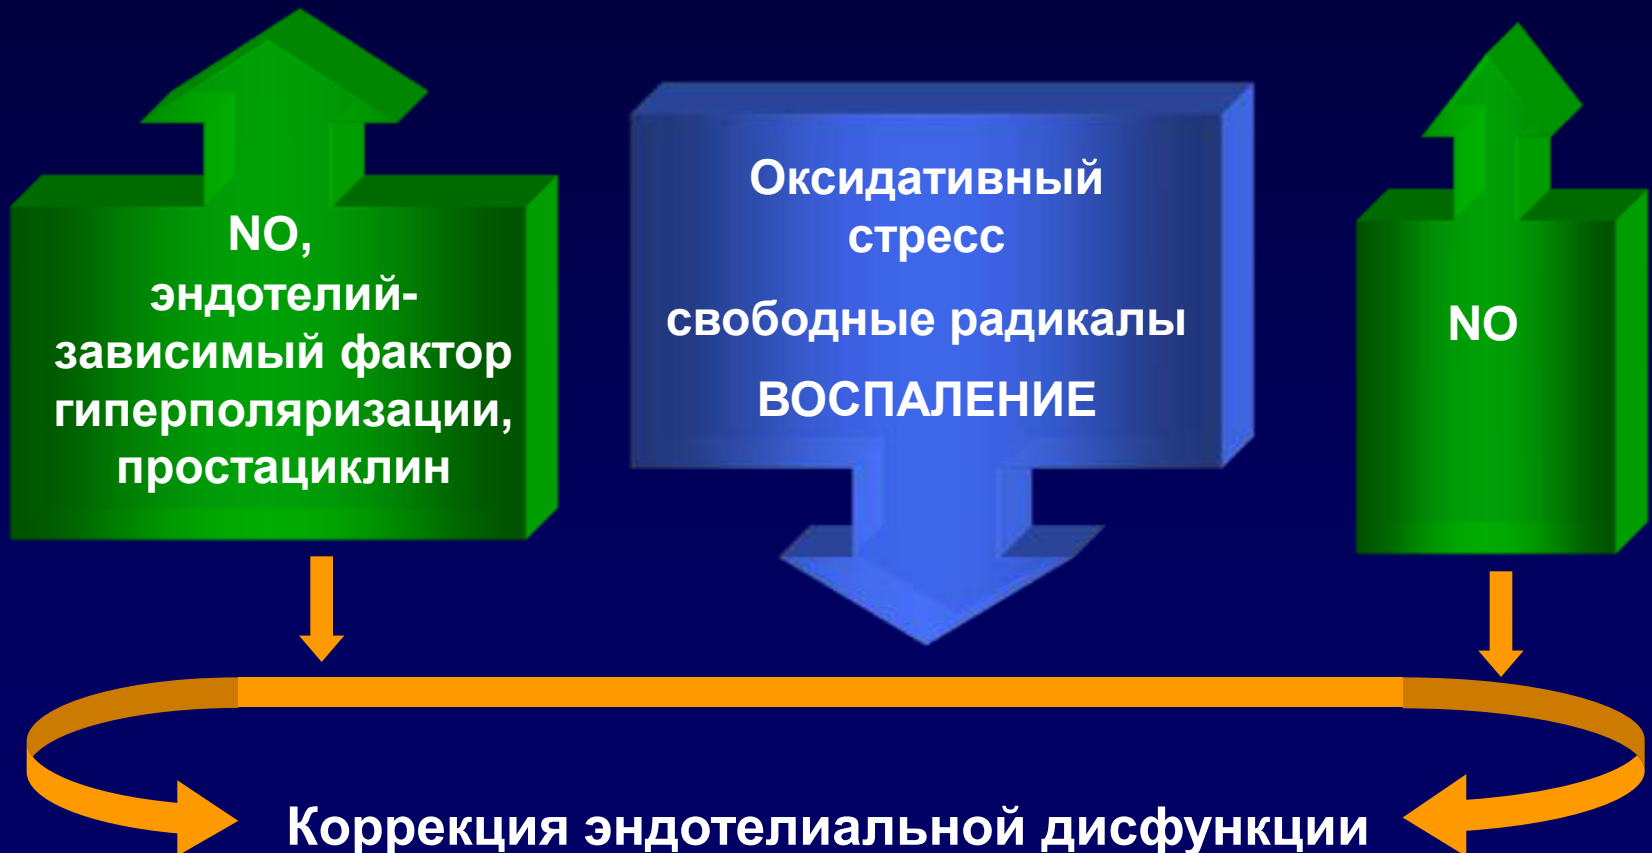 NO,
эндотелий-
зависимый фактор
гиперполяризации,
простациклин
Оксидативный
стресс
свободные радикалы
ВОСПАЛЕНИЕ
NO
Коррекция эндотелиальной дисфункции